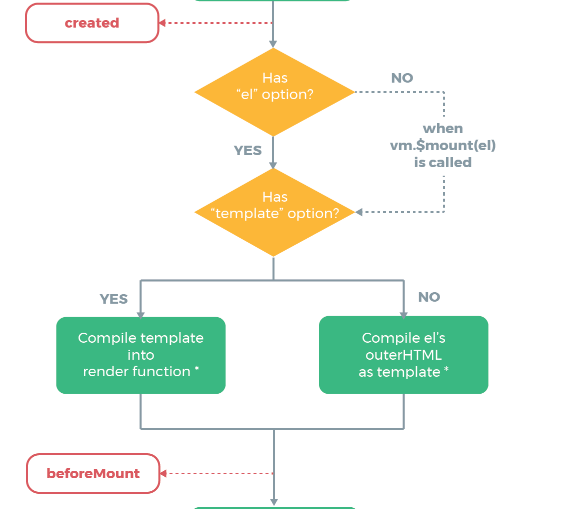 created
Has
“el” option?
NO
when
vm.$mount(el)
is called
YES
Has
“template” option?
YES
NO
Compile template
into
render function *
Compile el’s
outerHTML
as template *
beforeMount